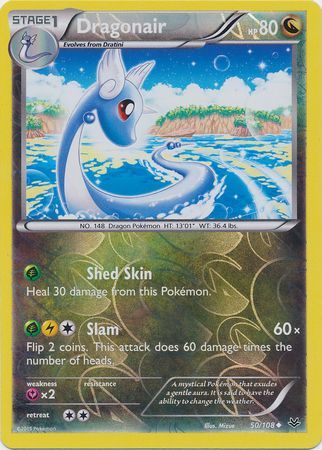 STAGE1
Dragonair
HP80
Evolves from Dratini
NO. 148 Dragon Pokémon HT: 13'01" WT: 36.4 lbs.
Shed Skin
Heal 30 damage from this Pokémon.
Slam 60×
Flip 2 coins. This attack does 60 damage times
the number of heads.
weakness
×2
resistance
retreat
A mystical Pokémon that exudes
a gentle aura. It is said to have the
ability to change the weather.
©2015 Pokémon
Illus. Mizue
50/108